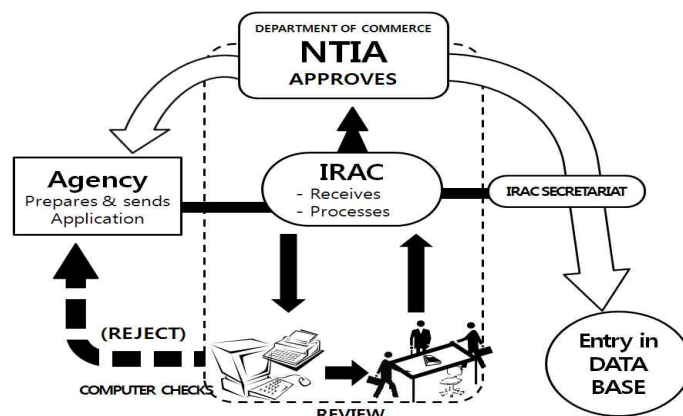 DEPARTMENT OF COMMERCE
NTIA
APPROVES
Agency
Prepares & sends
Application
IRAC
- Receives
- Processes
IRAC SECRETARIAT
(REJECT)
COMPUTER CHECKS
REVIEW
Entry in
DATA
BASE